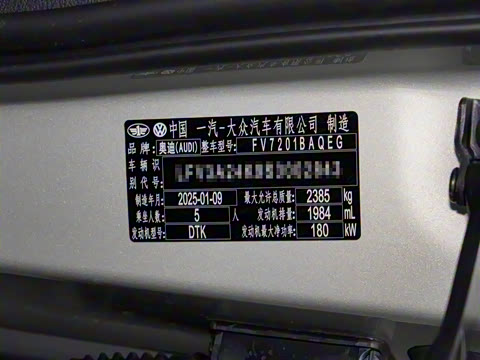 中国 一汽-大众汽车有限公司 制造
品牌: 奥迪(AUDI) 整车型号: FV7201BAQEG
车辆识别代号:
制造年月: 2025-01-09 最大允许总质量: 2385 kg
乘坐人数: 5 人 发动机排量: 1984 mL
发动机型号: DTK 发动机最大净功率: 180 kW